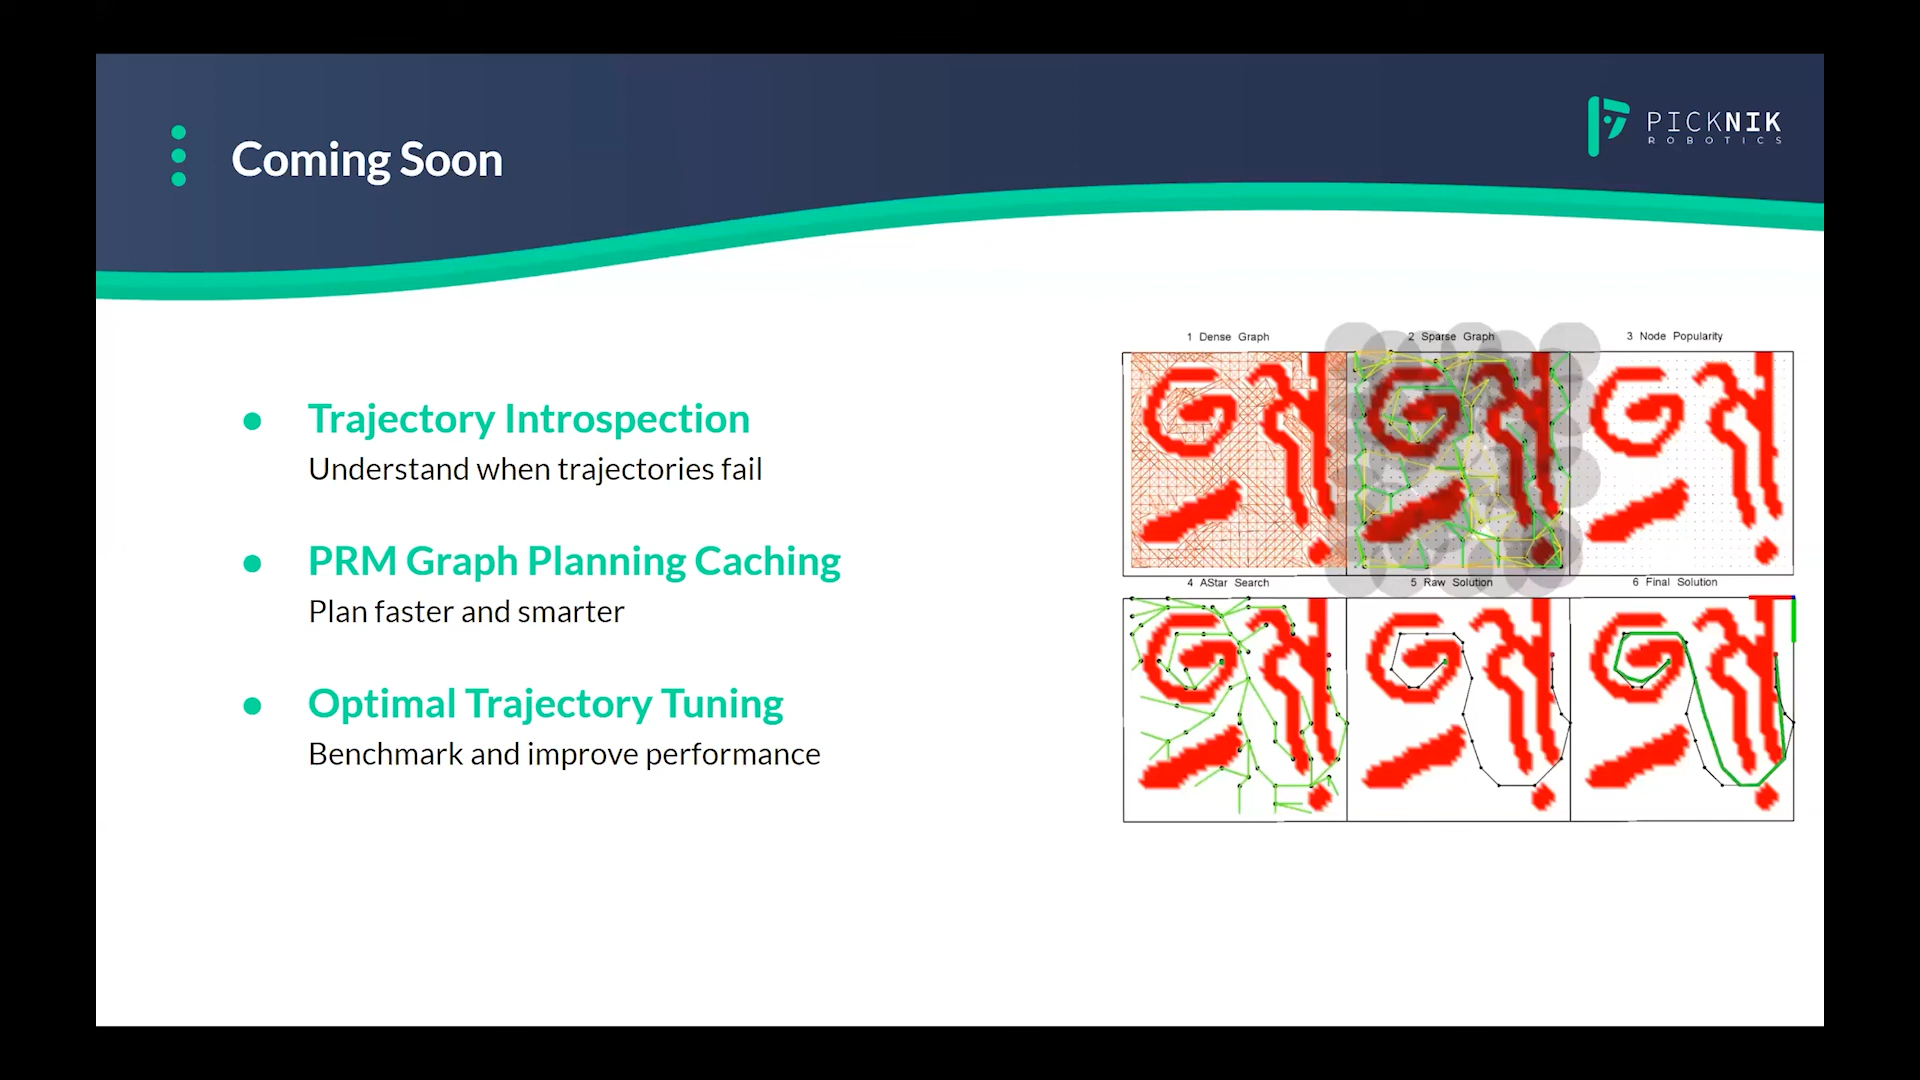 Coming Soon
PICKNIK
ROBOTICS
Trajectory Introspection
Understand when trajectories fail
PRM Graph Planning Caching
Plan faster and smarter
Optimal Trajectory Tuning
Benchmark and improve performance
1 Dense Graph
2 Sparse Graph
3 Node Popularity
4 AStar Search
5 Raw Solution
6 Final Solution